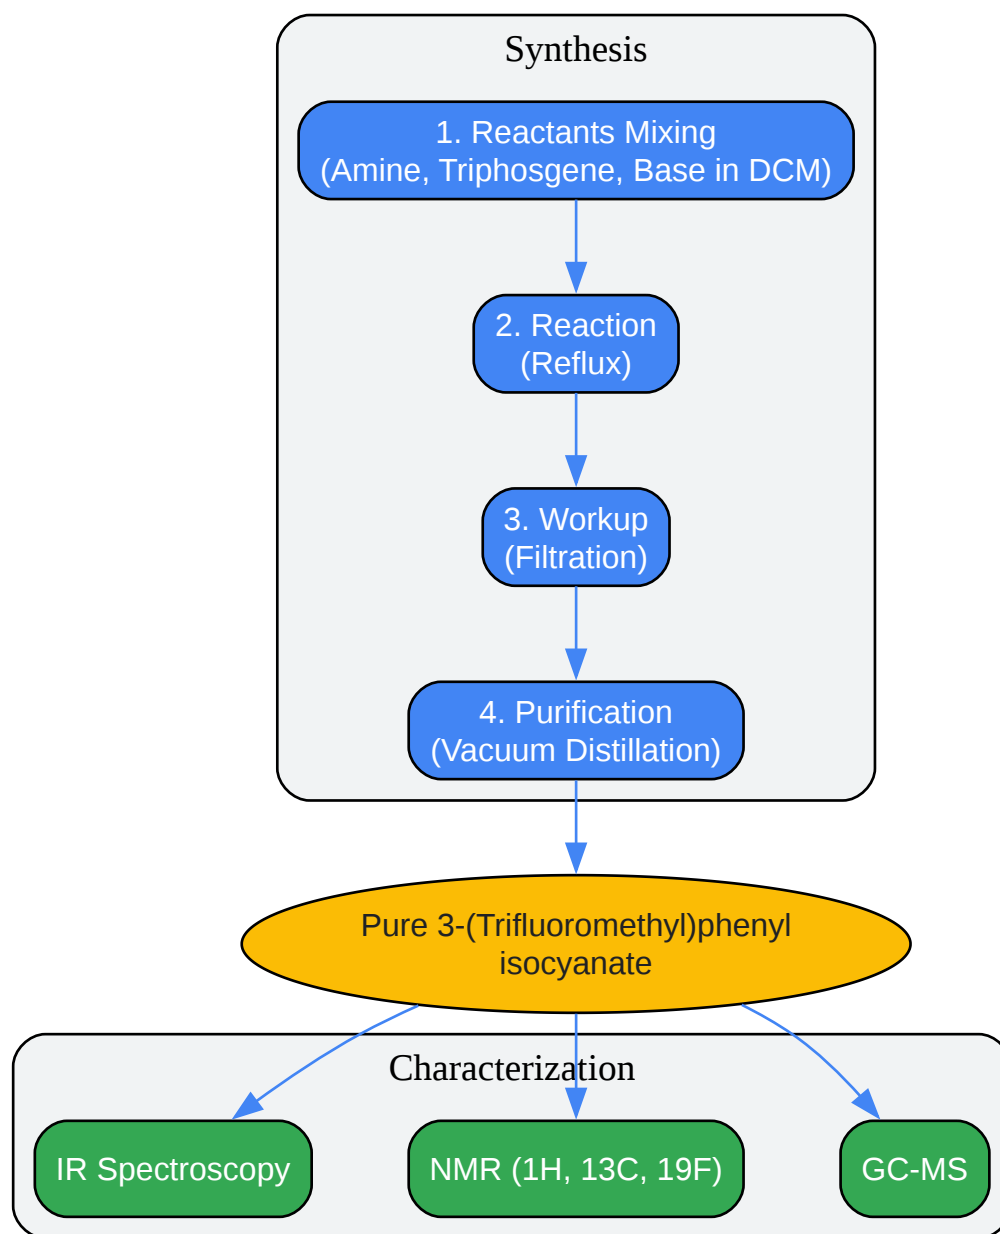 Synthesis
1. Reactants Mixing
(Amine, Triphosgene, Base in DCM)
2. Reaction
(Reflux)
3. Workup
(Filtration)
4. Purification
(Vacuum Distillation)
Pure 3-(Trifluoromethyl)phenyl
isocyanate
Characterization
IR Spectroscopy
NMR (1H, 13C, 19F)
GC-MS